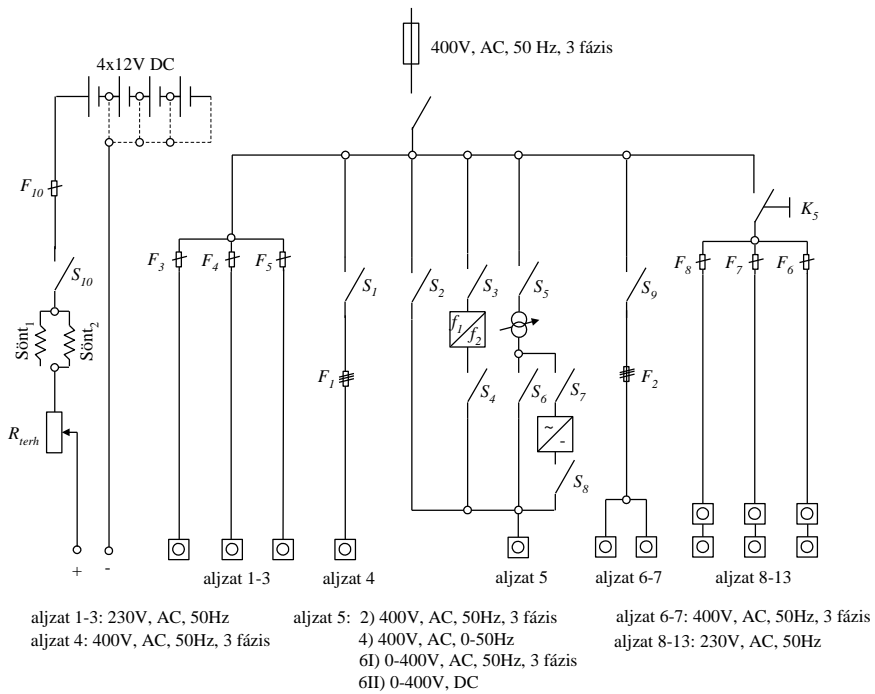 400V, AC, 50 Hz, 3 fázis
4x12V DC
F10
K5
F3 F4 F5
F8 F7 F6
S10
S1 S2 S3 S5 S9
f1 f2
Sönt1 Sönt2
F1
S4 S6 S7
F2
Rterh
~ -
S8
+ -
aljzat 1-3 aljzat 4 aljzat 5 aljzat 6-7 aljzat 8-13
aljzat 1-3: 230V, AC, 50Hz
aljzat 4: 400V, AC, 50Hz, 3 fázis
aljzat 5: 2) 400V, AC, 50Hz, 3 fázis
4) 400V, AC, 0-50Hz
6I) 0-400V, AC, 50Hz, 3 fázis
6II) 0-400V, DC
aljzat 6-7: 400V, AC, 50Hz, 3 fázis
aljzat 8-13: 230V, AC, 50Hz